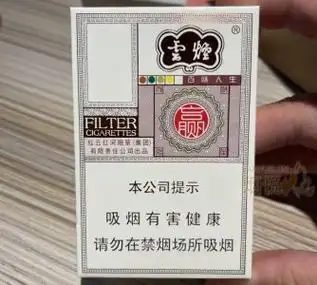 雲煙
®
百味人生
赢
FILTER
CIGARETTES
红云红河烟草(集团)
有限责任公司出品
本公司提示
吸烟有害健康
请勿在禁烟场所吸烟